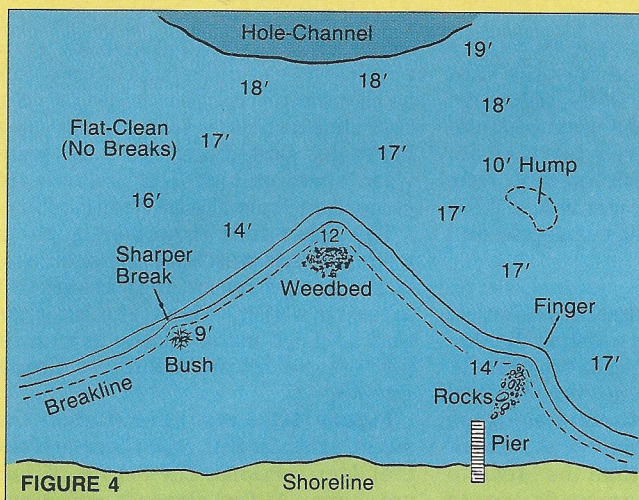 Hole-Channel
19'
18'
18'
18'
Flat-Clean
(No Breaks)
17'
17'
10' Hump
16'
17'
14'
12'
Sharper
Break
17'
Weedbed
Finger
9'
Bush
14'
17'
Breakline
Rocks
Pier
FIGURE 4
Shoreline